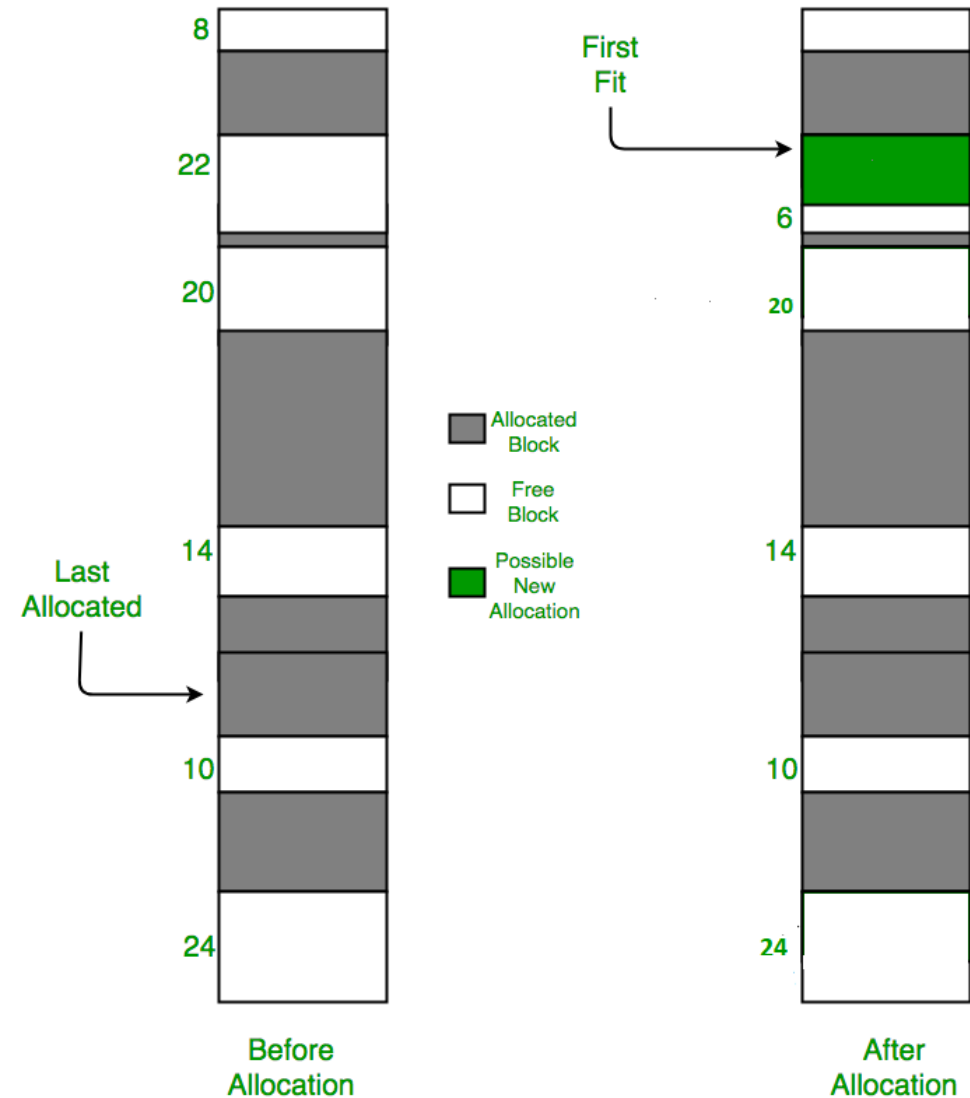 8
22
20
14
Last
Allocated
10
24
Before
Allocation
Allocated
Block
Free
Block
Possible
New
Allocation
First
Fit
6
20
14
10
24
After
Allocation